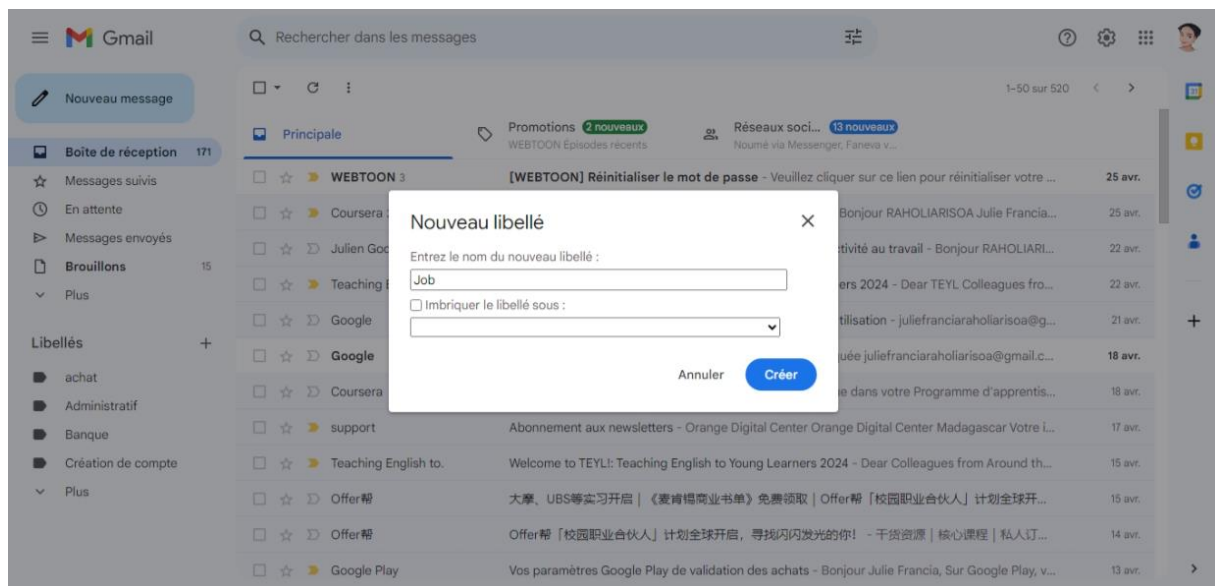 Gmail
Rechercher dans les messages
Nouveau message
1–50 sur 520
Principale
Promotions 2 nouveaux
WEBTOON Épisodes récents
Réseaux soci... 13 nouveaux
Noumé via Messenger, Faneva v...
Boîte de réception 171
Messages suivis
En attente
Messages envoyés
Brouillons 15
Plus
Libellés
achat
Administratif
Banque
Création de compte
Plus
WEBTOON 3 [WEBTOON] Réinitialiser le mot de passe - Veuillez cliquer sur ce lien pour réinitialiser votre ... 25 avr.
Coursera Bonjour RAHOLIARISOA Julie Francia... 25 avr.
Julien Goc ctivité au travail - Bonjour RAHOLIARI... 22 avr.
Teaching E ers 2024 - Dear TEYL Colleagues fro... 22 avr.
Google tilisation - juliefranciaraholiarisoa@g... 21 avr.
Google uée juliefranciaraholiarisoa@gmail.c... 18 avr.
Coursera e dans votre Programme d'apprentis... 18 avr.
support Abonnement aux newsletters - Orange Digital Center Orange Digital Center Madagascar Votre i... 17 avr.
Teaching English to. Welcome to TEYL!: Teaching English to Young Learners 2024 - Dear Colleagues from Around th... 15 avr.
Offer帮 大摩、UBS等实习开启 | 《麦肯锡商业书单》免费领取 | Offer帮「校园职业合伙人」计划全球开... 15 avr.
Offer帮 Offer帮「校园职业合伙人」计划全球开启，寻找闪闪发光的你! - 干货资源 | 核心课程 | 私人订... 14 avr.
Google Play Vos paramètres Google Play de validation des achats - Bonjour Julie Francia, Sur Google Play, v... 13 avr.
Nouveau libellé
Entrez le nom du nouveau libellé :
Job
Imbriquer le libellé sous :
Annuler Créer
31